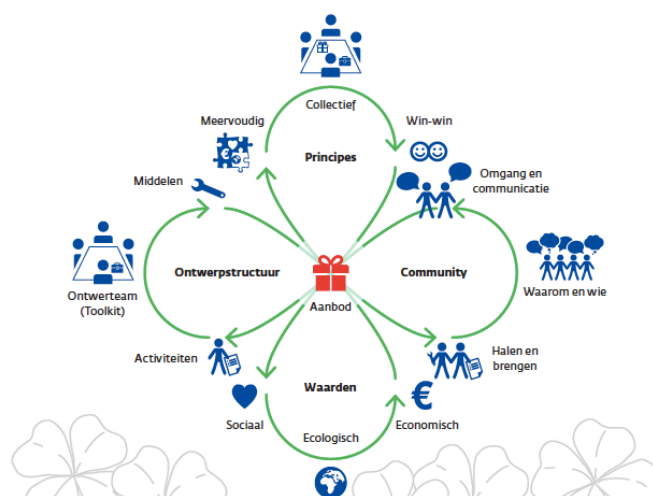 Collectief
Meervoudig
Win-win
Principes
Middelen
Omgang en
communicatie
Ontwerpstructuur
Community
Ontwerteam
(Toolkit)
Waarom en wie
Aanbod
Activiteiten
Halen en
brengen
Waarden
Sociaal
Economisch
Ecologisch